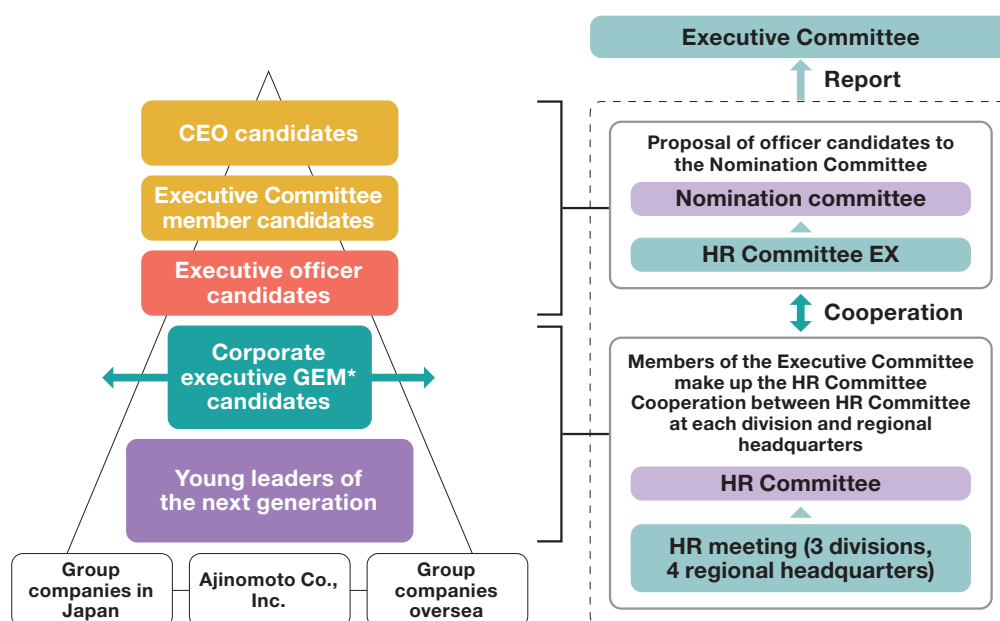 CEO candidates
Executive Committee
member candidates
Executive officer
candidates
Corporate
executive GEM*
candidates
Young leaders of
the next generation
Group
companies in
Japan
Ajinomoto Co.,
Inc.
Group
companies
oversea
Executive Committee
Report
Proposal of officer candidates to
the Nomination Committee
Nomination committee
HR Committee EX
Cooperation
Members of the Executive Committee
make up the HR Committee
Cooperation between HR Committee
at each division and regional
headquarters
HR Committee
HR meeting (3 divisions,
4 regional headquarters)